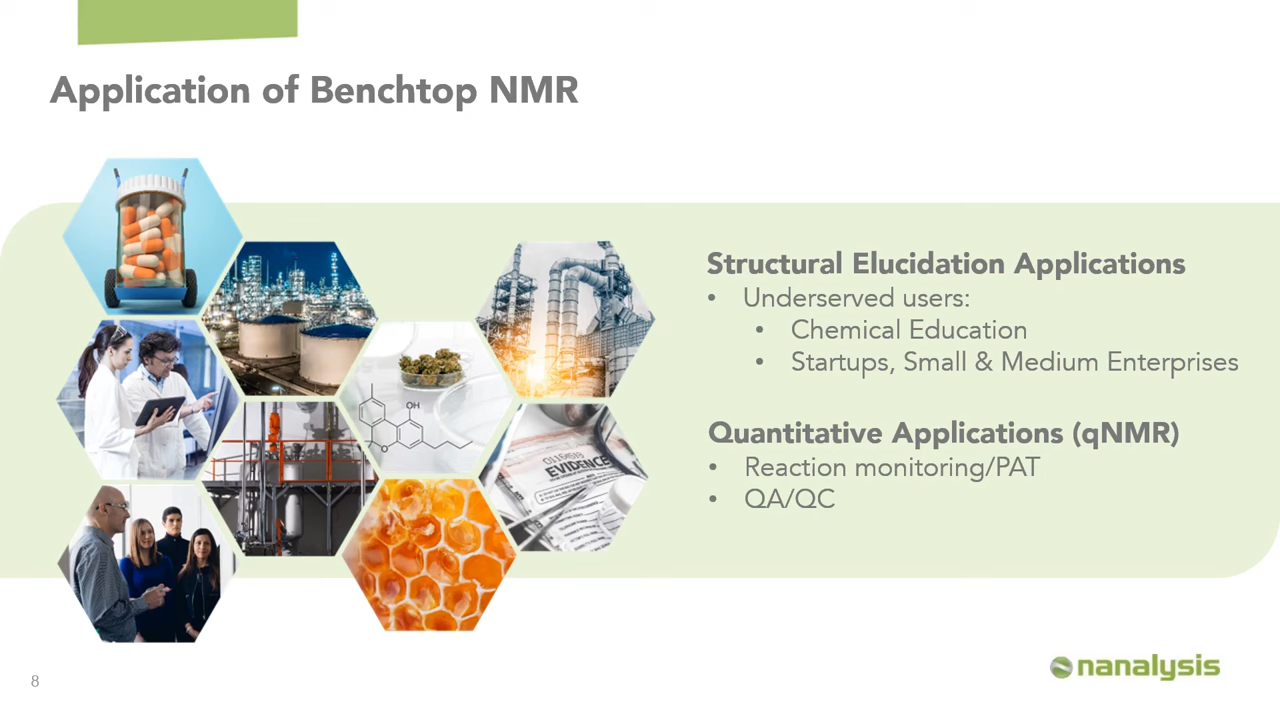 Application of Benchtop NMR
Structural Elucidation Applications
• Underserved users:
• Chemical Education
• Startups, Small & Medium Enterprises
Quantitative Applications (qNMR)
• Reaction monitoring/PAT
• QA/QC
OH
O
EVIDENCE
nanalysis
8